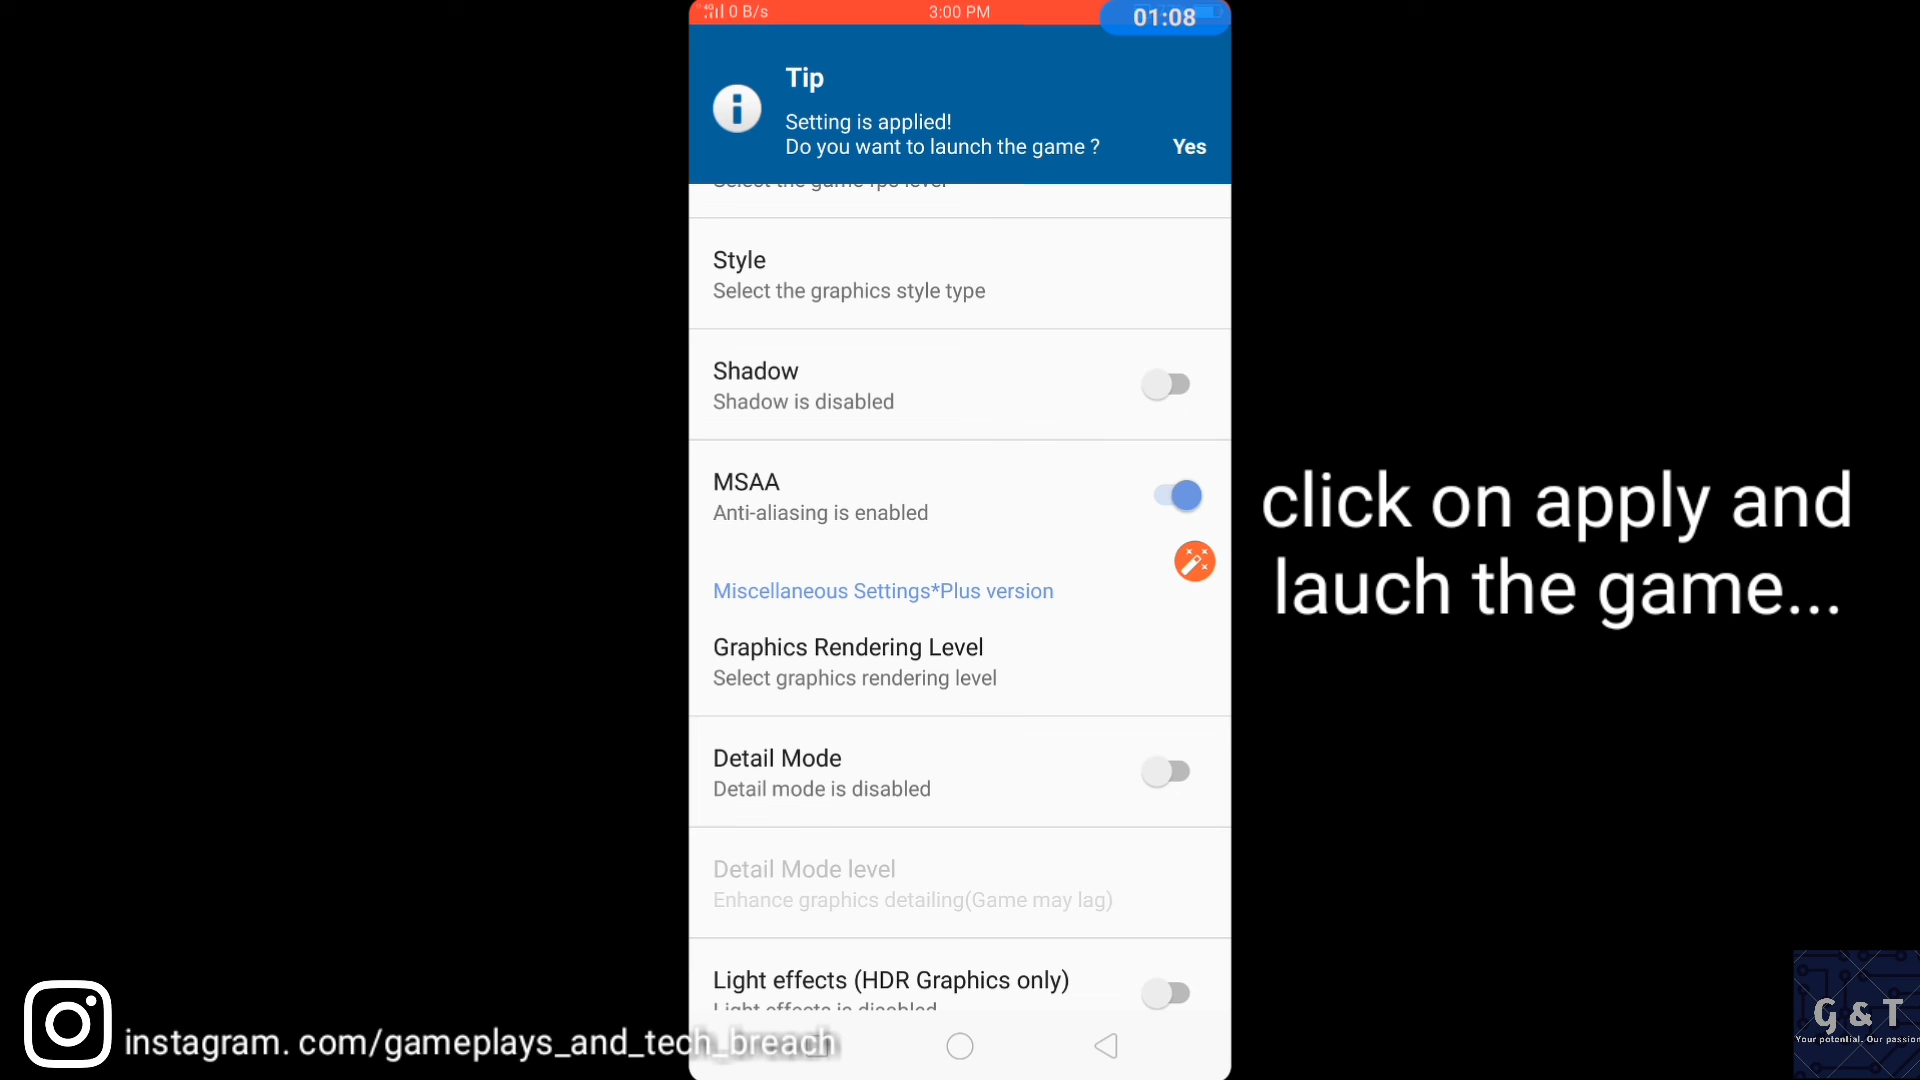 4G 0 B/s
3:00 PM
01:08
Tip
Setting is applied!
Do you want to launch the game ?
Yes
Select the game fps level
Style
Select the graphics style type
Shadow
Shadow is disabled
MSAA
Anti-aliasing is enabled
Miscellaneous Settings*Plus version
Graphics Rendering Level
Select graphics rendering level
Detail Mode
Detail mode is disabled
Detail Mode level
Enhance graphics detailing(Game may lag)
Light effects (HDR Graphics only)
Light effects is disabled
click on apply and
lauch the game...
instagram. com/gameplays_and_tech_breach
G & T
Your potential. Our passion